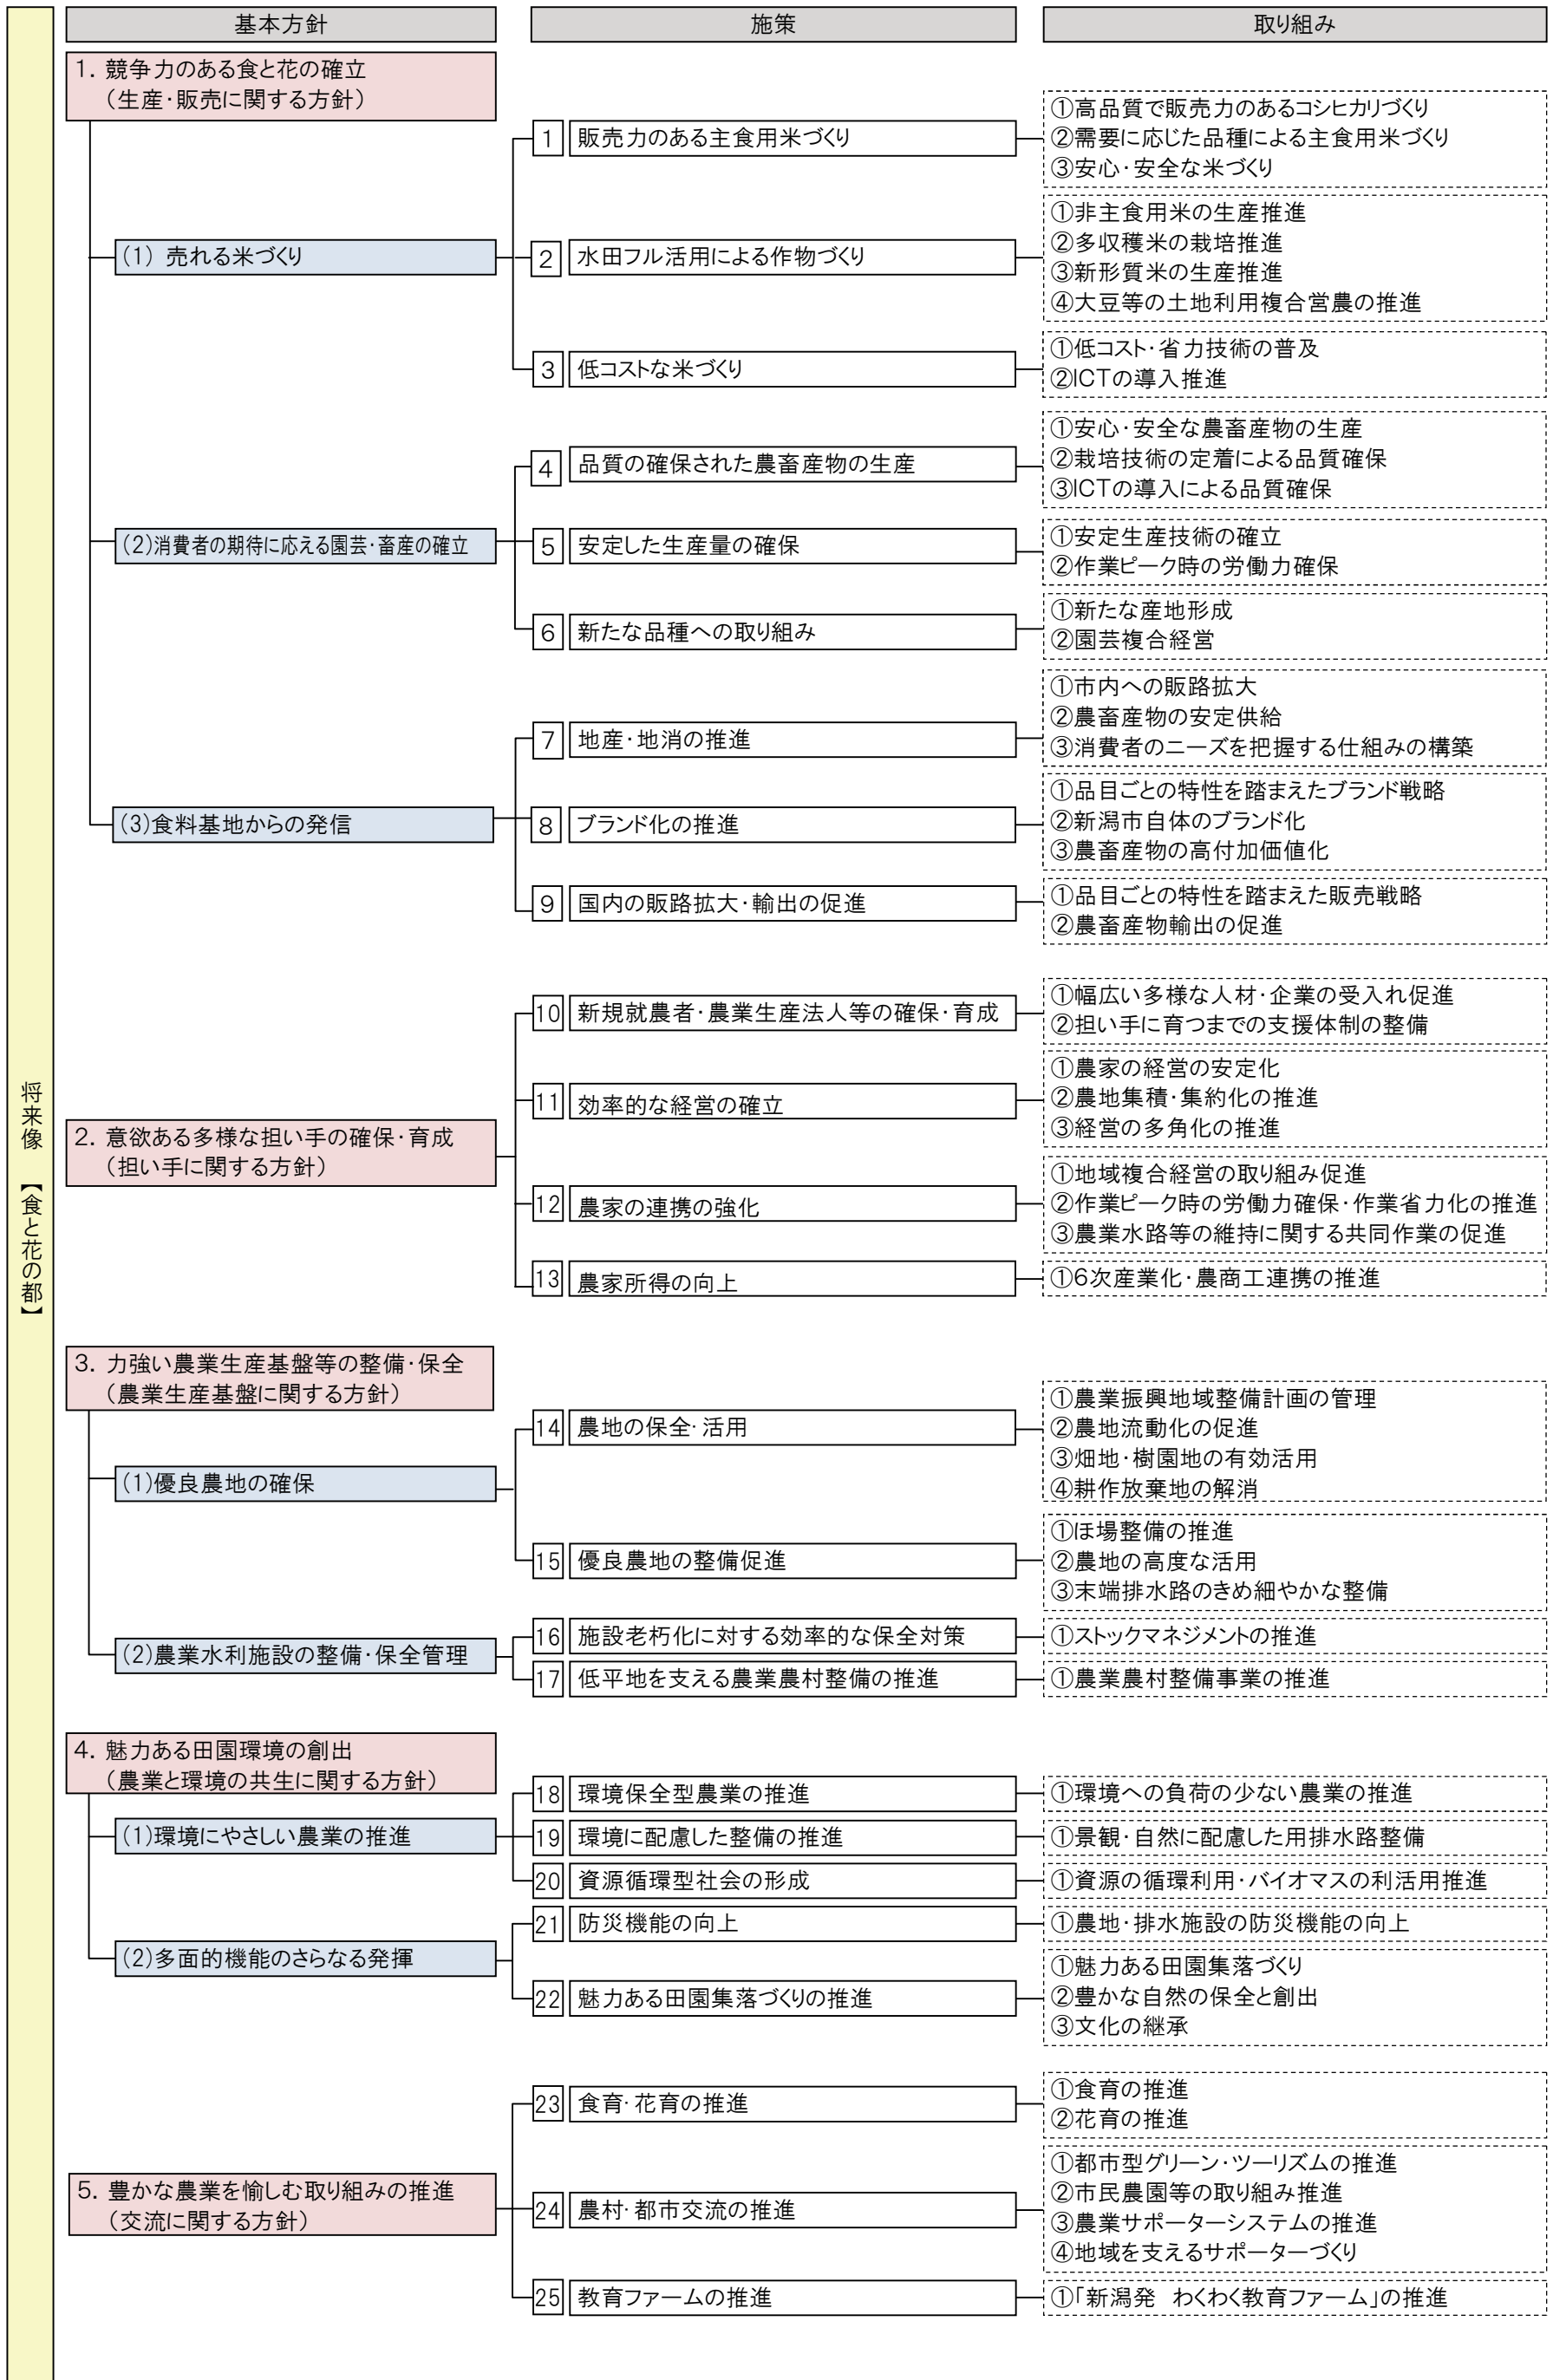 基本方針
施策
取り組み
将来像 【食と花の都】
1．競争力のある食と花の確立
（生産・販売に関する方針）
(1) 売れる米づくり
1 販売力のある主食用米づくり
①高品質で販売力のあるコシヒカリづくり
②需要に応じた品種による主食用米づくり
③安心・安全な米づくり
2 水田フル活用による作物づくり
①非主食用米の生産推進
②多収穫米の栽培推進
③新形質米の生産推進
④大豆等の土地利用複合営農の推進
3 低コストな米づくり
①低コスト・省力技術の普及
②ICTの導入推進
(2)消費者の期待に応える園芸・畜産の確立
4 品質の確保された農畜産物の生産
①安心・安全な農畜産物の生産
②栽培技術の定着による品質確保
③ICTの導入による品質確保
5 安定した生産量の確保
①安定生産技術の確立
②作業ピーク時の労働力確保
6 新たな品種への取り組み
①新たな産地形成
②園芸複合経営
(3)食料基地からの発信
7 地産・地消の推進
①市内への販路拡大
②農畜産物の安定供給
③消費者のニーズを把握する仕組みの構築
8 ブランド化の推進
①品目ごとの特性を踏まえたブランド戦略
②新潟市自体のブランド化
③農畜産物の高付加価値化
9 国内の販路拡大・輸出の促進
①品目ごとの特性を踏まえた販売戦略
②農畜産物輸出の促進
2．意欲ある多様な担い手の確保・育成
（担い手に関する方針）
10 新規就農者・農業生産法人等の確保・育成
①幅広い多様な人材・企業の受入れ促進
②担い手に育つまでの支援体制の整備
11 効率的な経営の確立
①農家の経営の安定化
②農地集積・集約化の推進
③経営の多角化の推進
12 農家の連携の強化
①地域複合経営の取り組み促進
②作業ピーク時の労働力確保・作業省力化の推進
③農業水路等の維持に関する共同作業の促進
13 農家所得の向上
①6次産業化・農商工連携の推進
3．力強い農業生産基盤等の整備・保全
（農業生産基盤に関する方針）
(1)優良農地の確保
14 農地の保全・活用
①農業振興地域整備計画の管理
②農地流動化の促進
③畑地・樹園地の有効活用
④耕作放棄地の解消
15 優良農地の整備促進
①ほ場整備の推進
②農地の高度な活用
③末端排水路のきめ細やかな整備
(2)農業水利施設の整備・保全管理
16 施設老朽化に対する効率的な保全対策
①ストックマネジメントの推進
17 低平地を支える農業農村整備の推進
①農業農村整備事業の推進
4．魅力ある田園環境の創出
（農業と環境の共生に関する方針）
(1)環境にやさしい農業の推進
18 環境保全型農業の推進
①環境への負荷の少ない農業の推進
19 環境に配慮した整備の推進
①景観・自然に配慮した用排水路整備
20 資源循環型社会の形成
①資源の循環利用・バイオマスの利活用推進
(2)多面的機能のさらなる発揮
21 防災機能の向上
①農地・排水施設の防災機能の向上
22 魅力ある田園集落づくりの推進
①魅力ある田園集落づくり
②豊かな自然の保全と創出
③文化の継承
5．豊かな農業を愉しむ取り組みの推進
（交流に関する方針）
23 食育・花育の推進
①食育の推進
②花育の推進
24 農村・都市交流の推進
①都市型グリーン・ツーリズムの推進
②市民農園等の取り組み推進
③農業サポーターシステムの推進
④地域を支えるサポーターづくり
25 教育ファームの推進
①「新潟発　わくわく教育ファーム」の推進